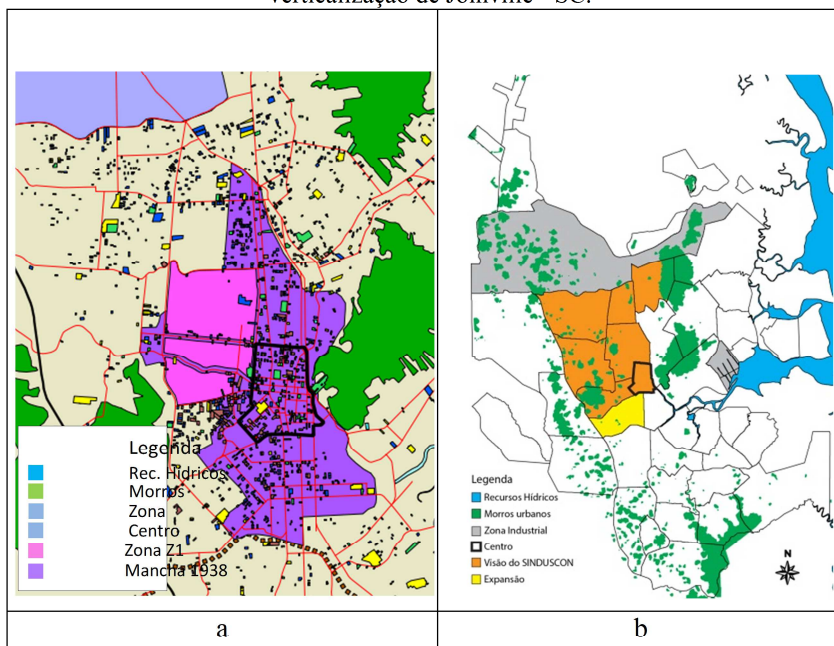 verticalização de Joinville - SC.
Legenda
Rec. Hídricos
Morros
Zona
Centro
Zona Z1
Mancha 1938
Legenda
Recursos Hídricos
Morros urbanos
Zona Industrial
Centro
Visão do SINDUSCON
Expansão
N
a
b